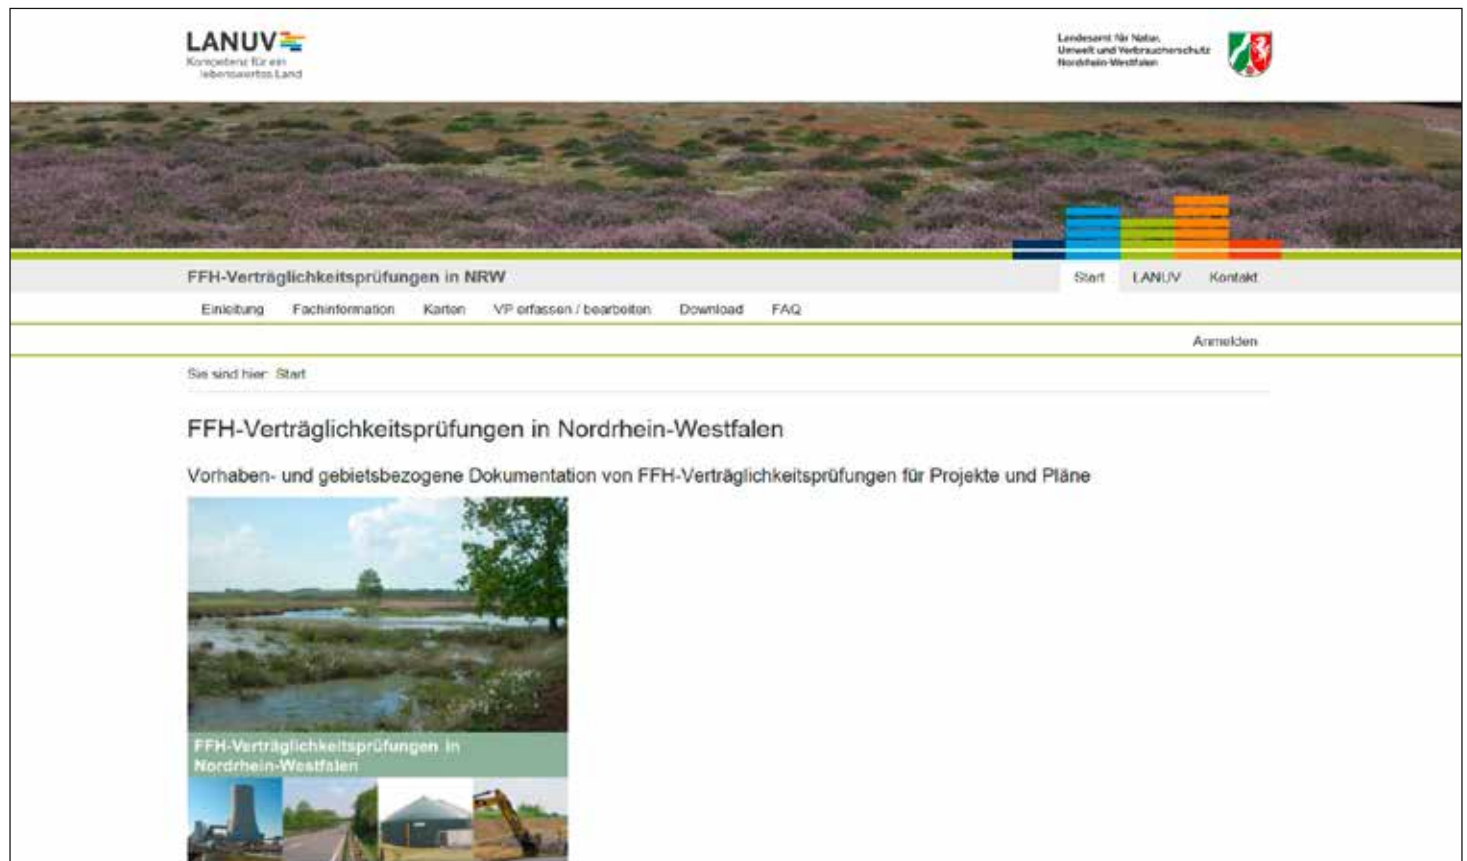 LANUV
Kompetenz für ein
lebenswertes Land
Landesamt für Natur,
Umwelt und Verbraucherschutz
Nordrhein-Westfalen
FFH-Verträglichkeitsprüfungen in NRW
Start LANUV Kontakt
Einleitung Fachinformation Karten VP erfassen / bearbeiten Download FAQ
Anmelden
Sie sind hier: Start
FFH-Verträglichkeitsprüfungen in Nordrhein-Westfalen
Vorhaben- und gebietsbezogene Dokumentation von FFH-Verträglichkeitsprüfungen für Projekte und Pläne
FFH-Verträglichkeitsprüfungen in
Nordrhein-Westfalen